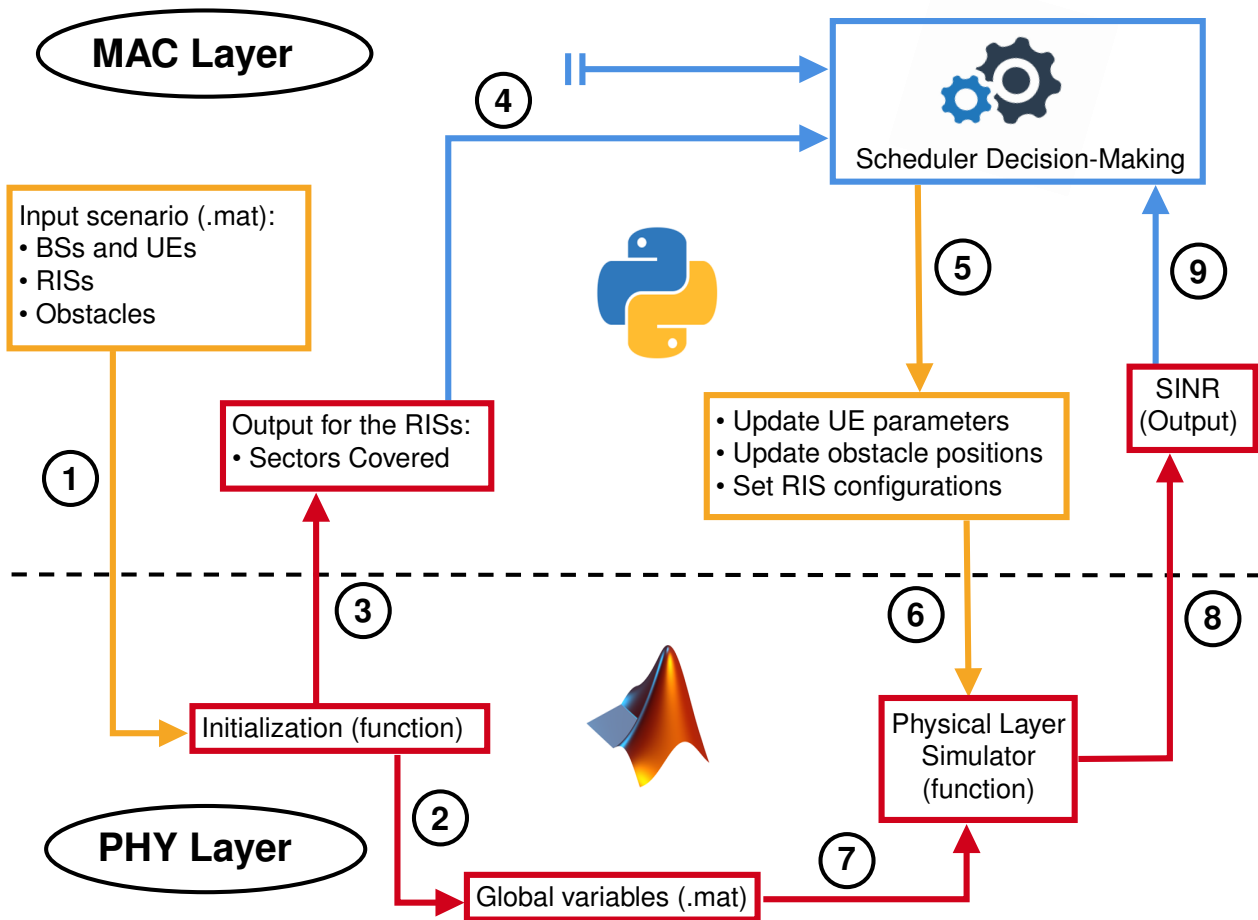 MAC Layer
4
Scheduler Decision-Making
Input scenario (.mat):
• BSs and UEs
• RISs
• Obstacles
5
9
1
Output for the RISs:
• Sectors Covered
• Update UE parameters
• Update obstacle positions
• Set RIS configurations
SINR
(Output)
3
6
8
Initialization (function)
Physical Layer
Simulator
(function)
2
PHY Layer
7
Global variables (.mat)